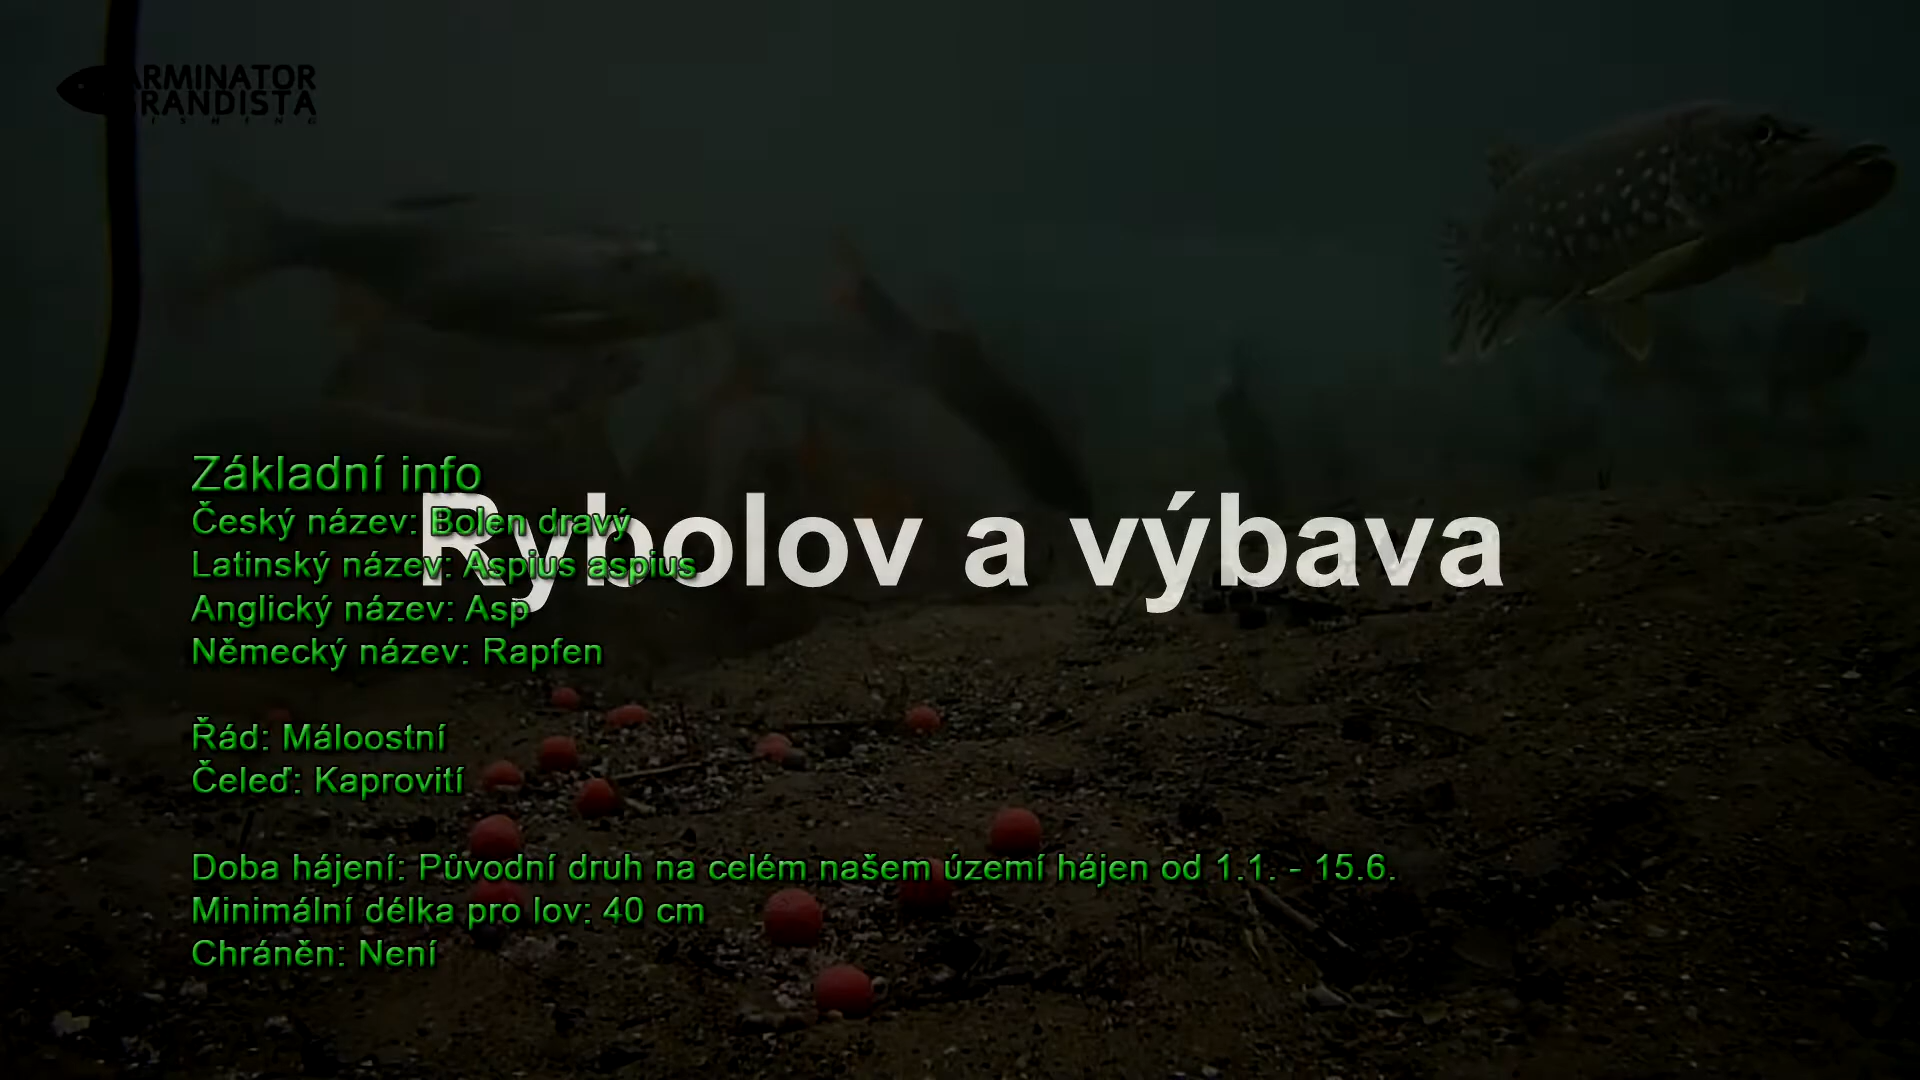 ARMINATOR
RANDISTA
Základní info
Rybolov a výbava
Český název: Bolen dravý
Latinský název: Aspius aspius
Anglický název: Asp
Německý název: Rapfen
Řád: Máloostní
Čeleď: Kaprovití
Doba hájení: Původní druh na celém našem území hájen od 1.1. - 15.6.
Minimální délka pro lov: 40 cm
Chráněn: Není